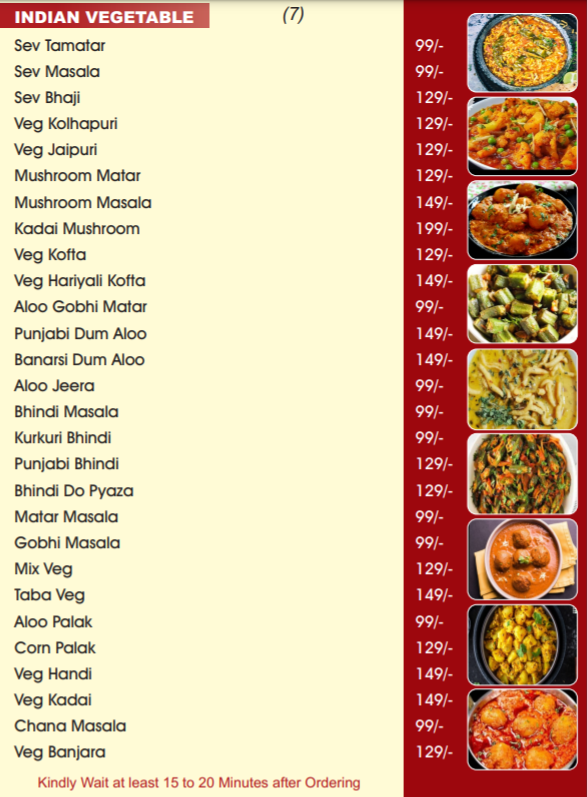 INDIAN VEGETABLE (7)
Sev Tamatar 99/-
Sev Masala 99/-
Sev Bhaji 129/-
Veg Kolhapuri 129/-
Veg Jaipuri 129/-
Mushroom Matar 129/-
Mushroom Masala 149/-
Kadai Mushroom 199/-
Veg Kofta 129/-
Veg Hariyali Kofta 149/-
Aloo Gobhi Matar 99/-
Punjabi Dum Aloo 149/-
Banarsi Dum Aloo 149/-
Aloo Jeera 99/-
Bhindi Masala 99/-
Kurkuri Bhindi 99/-
Punjabi Bhindi 129/-
Bhindi Do Pyaza 129/-
Matar Masala 99/-
Gobhi Masala 99/-
Mix Veg 129/-
Taba Veg 149/-
Aloo Palak 99/-
Corn Palak 129/-
Veg Handi 149/-
Veg Kadai 149/-
Chana Masala 99/-
Veg Banjara 129/-
Kindly Wait at least 15 to 20 Minutes after Ordering